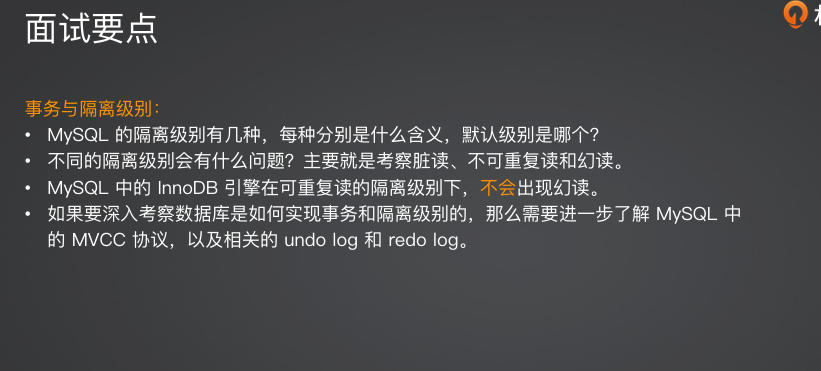 面试要点
事务与隔离级别：
• MySQL 的隔离级别有几种，每种分别是什么含义，默认级别是哪个？
• 不同的隔离级别会有什么问题？主要就是考察脏读、不可重复读和幻读。
• MySQL 中的 InnoDB 引擎在可重复读的隔离级别下，不会出现幻读。
• 如果要深入考察数据库是如何实现事务和隔离级别的，那么需要进一步了解 MySQL 中
的 MVCC 协议，以及相关的 undo log 和 redo log。